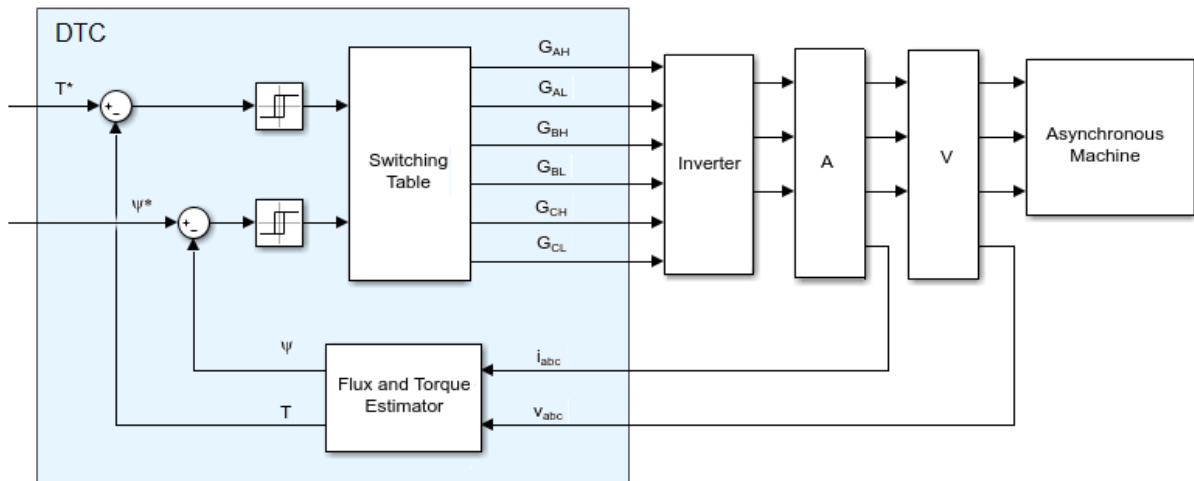 DTC
T*
+
−
ψ*
+
−
Switching
Table
G_AH
G_AL
G_BH
G_BL
G_CH
G_CL
Inverter
A
V
Asynchronous
Machine
ψ
T
Flux and Torque
Estimator
i_abc
v_abc